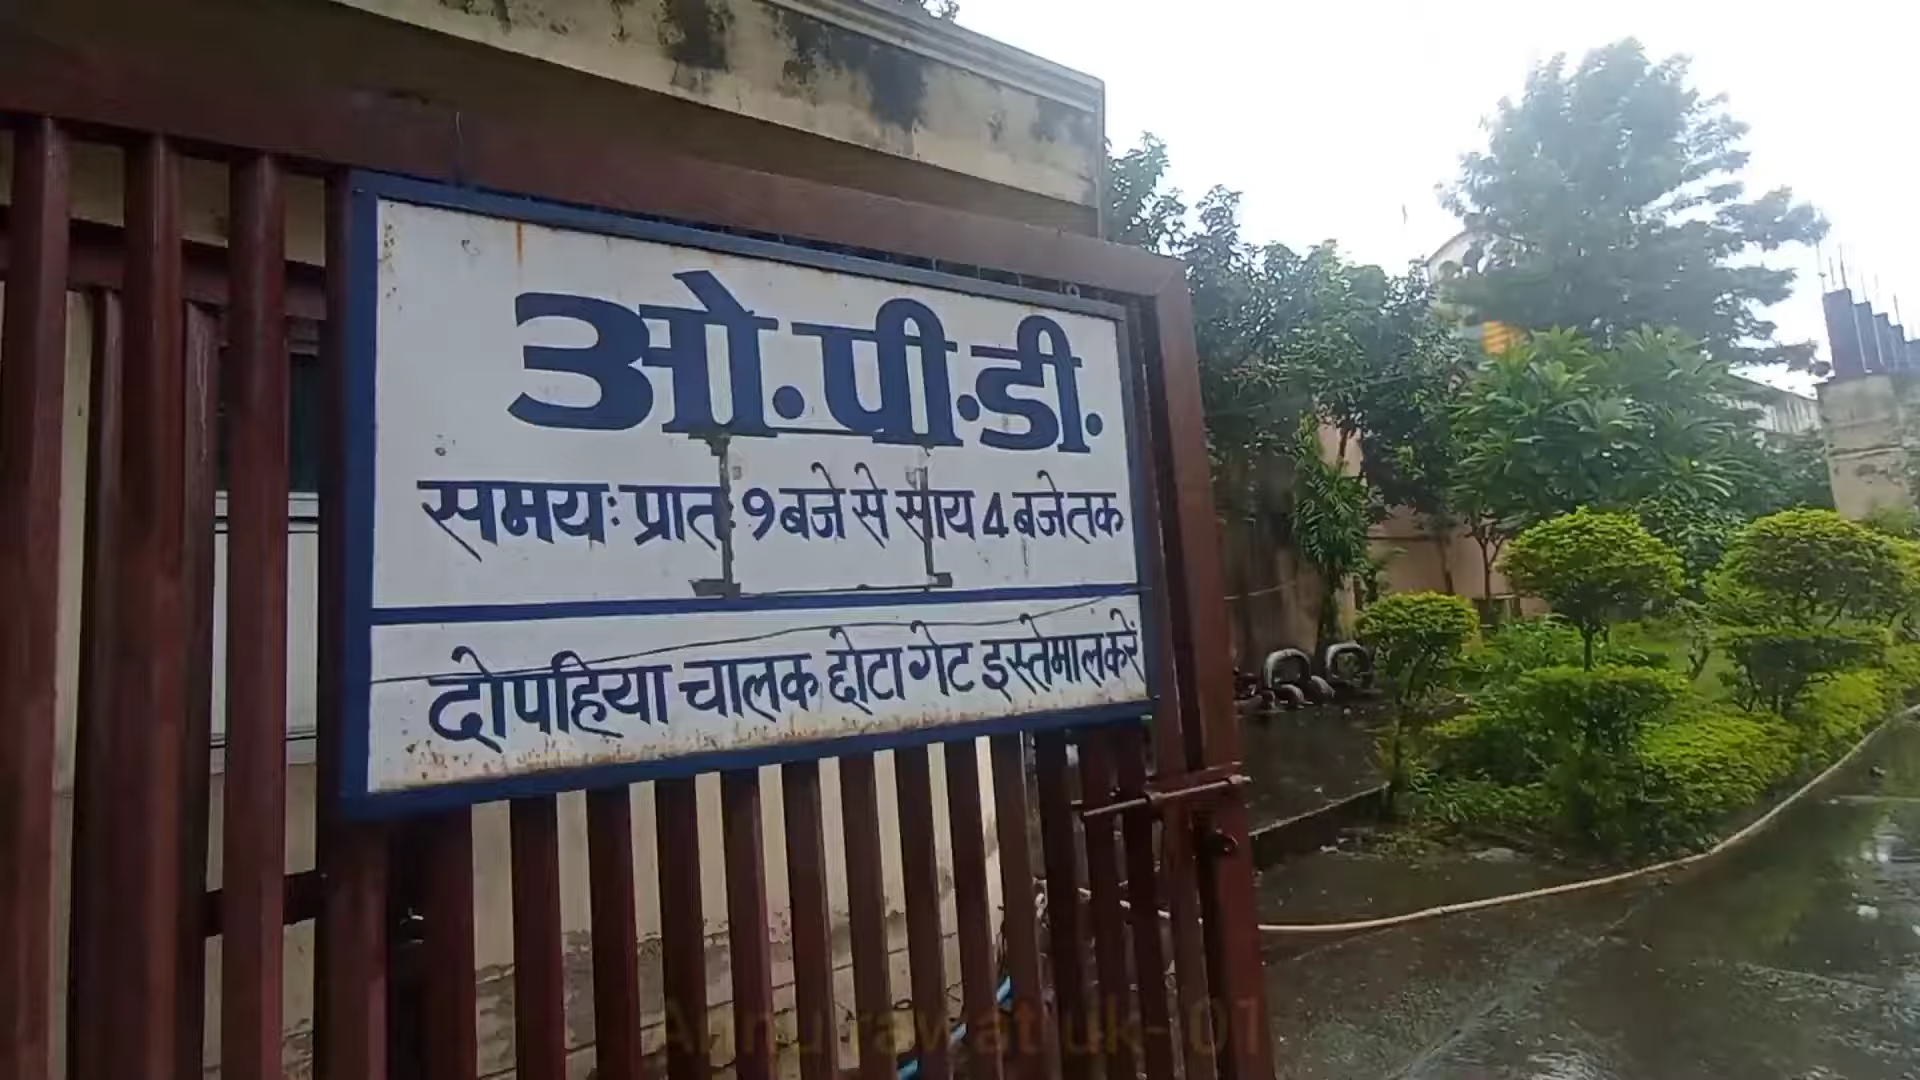 ओ.पी.डी.
समयः प्रातः 9 बजे से साय 4 बजे तक
दोपहिया चालक छोटा गेट इस्तेमाल करें